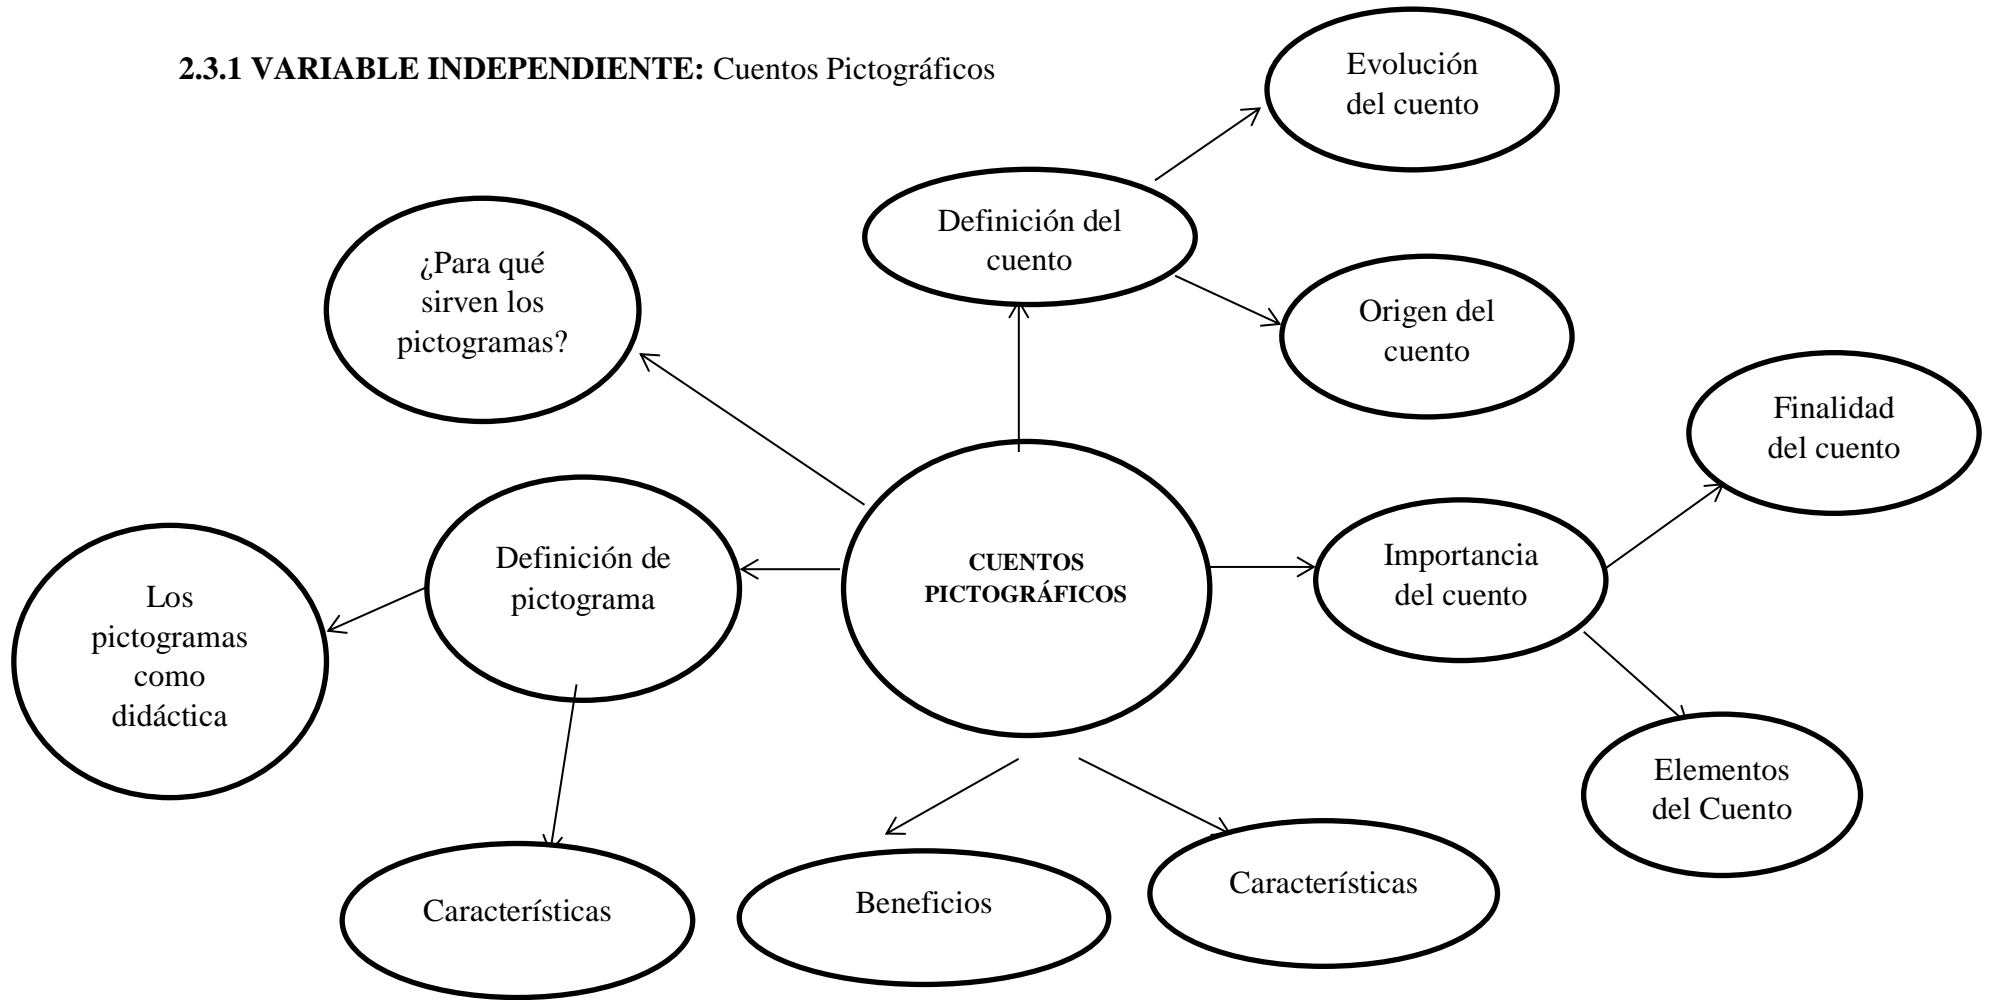 2.3.1 VARIABLE INDEPENDIENTE: Cuentos Pictográficos
Evolución
del cuento
Definición del
cuento
¿Para qué
sirven los
pictogramas?
Origen del
cuento
Finalidad
del cuento
Definición de
pictograma
CUENTOS
PICTOGRÁFICOS
Importancia
del cuento
Los
pictogramas
como
didáctica
Elementos
del Cuento
Características
Beneficios
Características